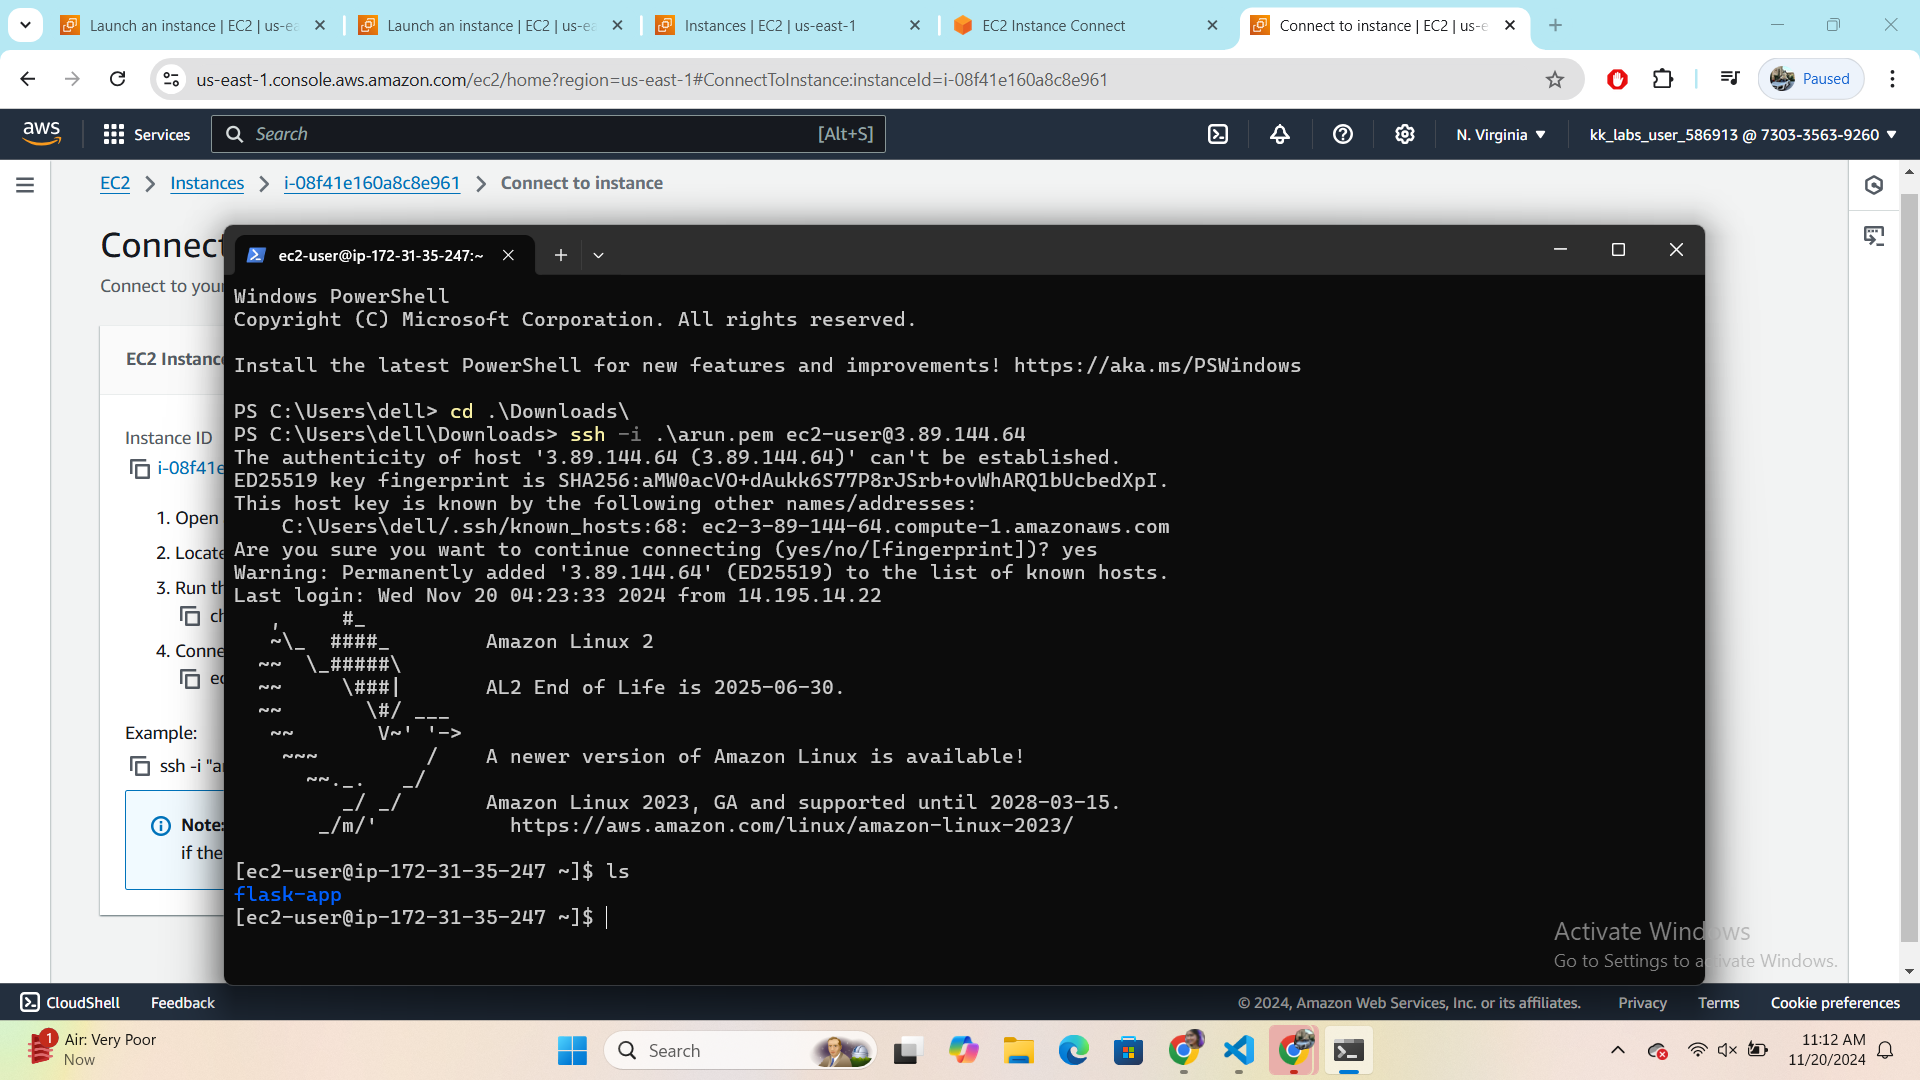 Launch an instance | EC2 | us-ea
Launch an instance | EC2 | us-ea
Instances | EC2 | us-east-1
EC2 Instance Connect
Connect to instance | EC2 | us-e
us-east-1.console.aws.amazon.com/ec2/home?region=us-east-1#ConnectToInstance:instanceId=i-08f41e160a8c8e961
Paused
aws
Services
Search
[Alt+S]
N. Virginia
kk_labs_user_586913 @ 7303-3563-9260
EC2
Instances
i-08f41e160a8c8e961
Connect to instance
Connect
Connect to your
EC2 Instance
Instance ID
i-08f41e
1. Open
2. Locate
3. Run th
ch
4. Conne
ec
Example:
ssh -i "ar
Note:
if the
ec2-user@ip-172-31-35-247:~
Windows PowerShell
Copyright (C) Microsoft Corporation. All rights reserved.
Install the latest PowerShell for new features and improvements! https://aka.ms/PSWindows
PS C:\Users\dell> cd .\Downloads\
PS C:\Users\dell\Downloads> ssh -i .\arun.pem ec2-user@3.89.144.64
The authenticity of host '3.89.144.64 (3.89.144.64)' can't be established.
ED25519 key fingerprint is SHA256:aMW0acVO+dAukk6S77P8rJSrb+ovWhARQ1bUcbedXpI.
This host key is known by the following other names/addresses:
    C:\Users\dell/.ssh/known_hosts:68: ec2-3-89-144-64.compute-1.amazonaws.com
Are you sure you want to continue connecting (yes/no/[fingerprint])? yes
Warning: Permanently added '3.89.144.64' (ED25519) to the list of known hosts.
Last login: Wed Nov 20 04:23:33 2024 from 14.195.14.22
   ,     #_
   ~\_  ####_        Amazon Linux 2
  ~~  \_#####\
  ~~     \###|       AL2 End of Life is 2025-06-30.
  ~~       \#/ ___
   ~~       V~' '->
    ~~~         /    A newer version of Amazon Linux is available!
      ~~._.   _/
         _/ _/       Amazon Linux 2023, GA and supported until 2028-03-15.
       _/m/'           https://aws.amazon.com/linux/amazon-linux-2023/
[ec2-user@ip-172-31-35-247 ~]$ ls
flask-app
[ec2-user@ip-172-31-35-247 ~]$
Activate Windows
Go to Settings to activate Windows.
CloudShell
Feedback
© 2024, Amazon Web Services, Inc. or its affiliates.
Privacy
Terms
Cookie preferences
1
Air: Very Poor
Now
Search
11:12 AM
11/20/2024